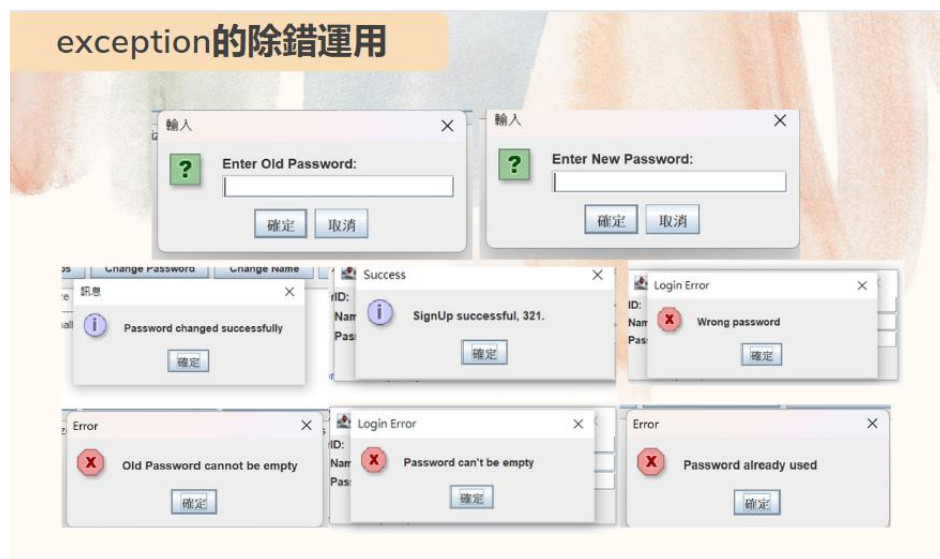 exception的除錯運用
輸入
Enter Old Password:
確定 取消
輸入
Enter New Password:
確定 取消
Change Password Change Name
訊息
Password changed successfully
確定
Success
SignUp successful, 321.
確定
Login Error
ID:
Wrong password
確定
Error
Old Password cannot be empty
確定
Login Error
ID:
Password can't be empty
確定
Error
Password already used
確定